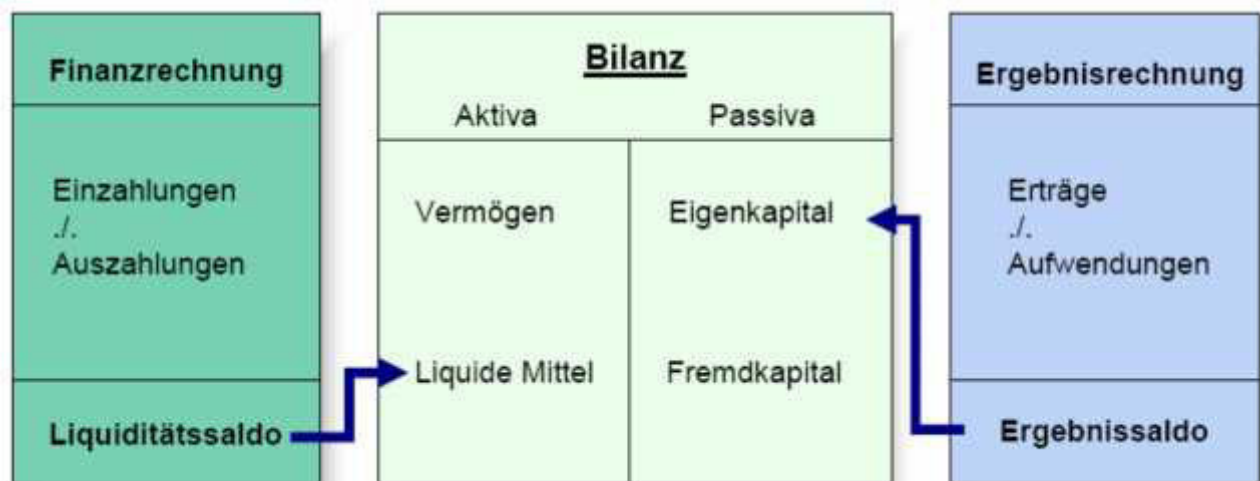 Finanzrechnung
Einzahlungen
./.
Auszahlungen
Liquiditätssaldo
Bilanz
Aktiva Passiva
Vermögen Eigenkapital
Liquide Mittel Fremdkapital
Ergebnisrechnung
Erträge
./.
Aufwendungen
Ergebnissaldo